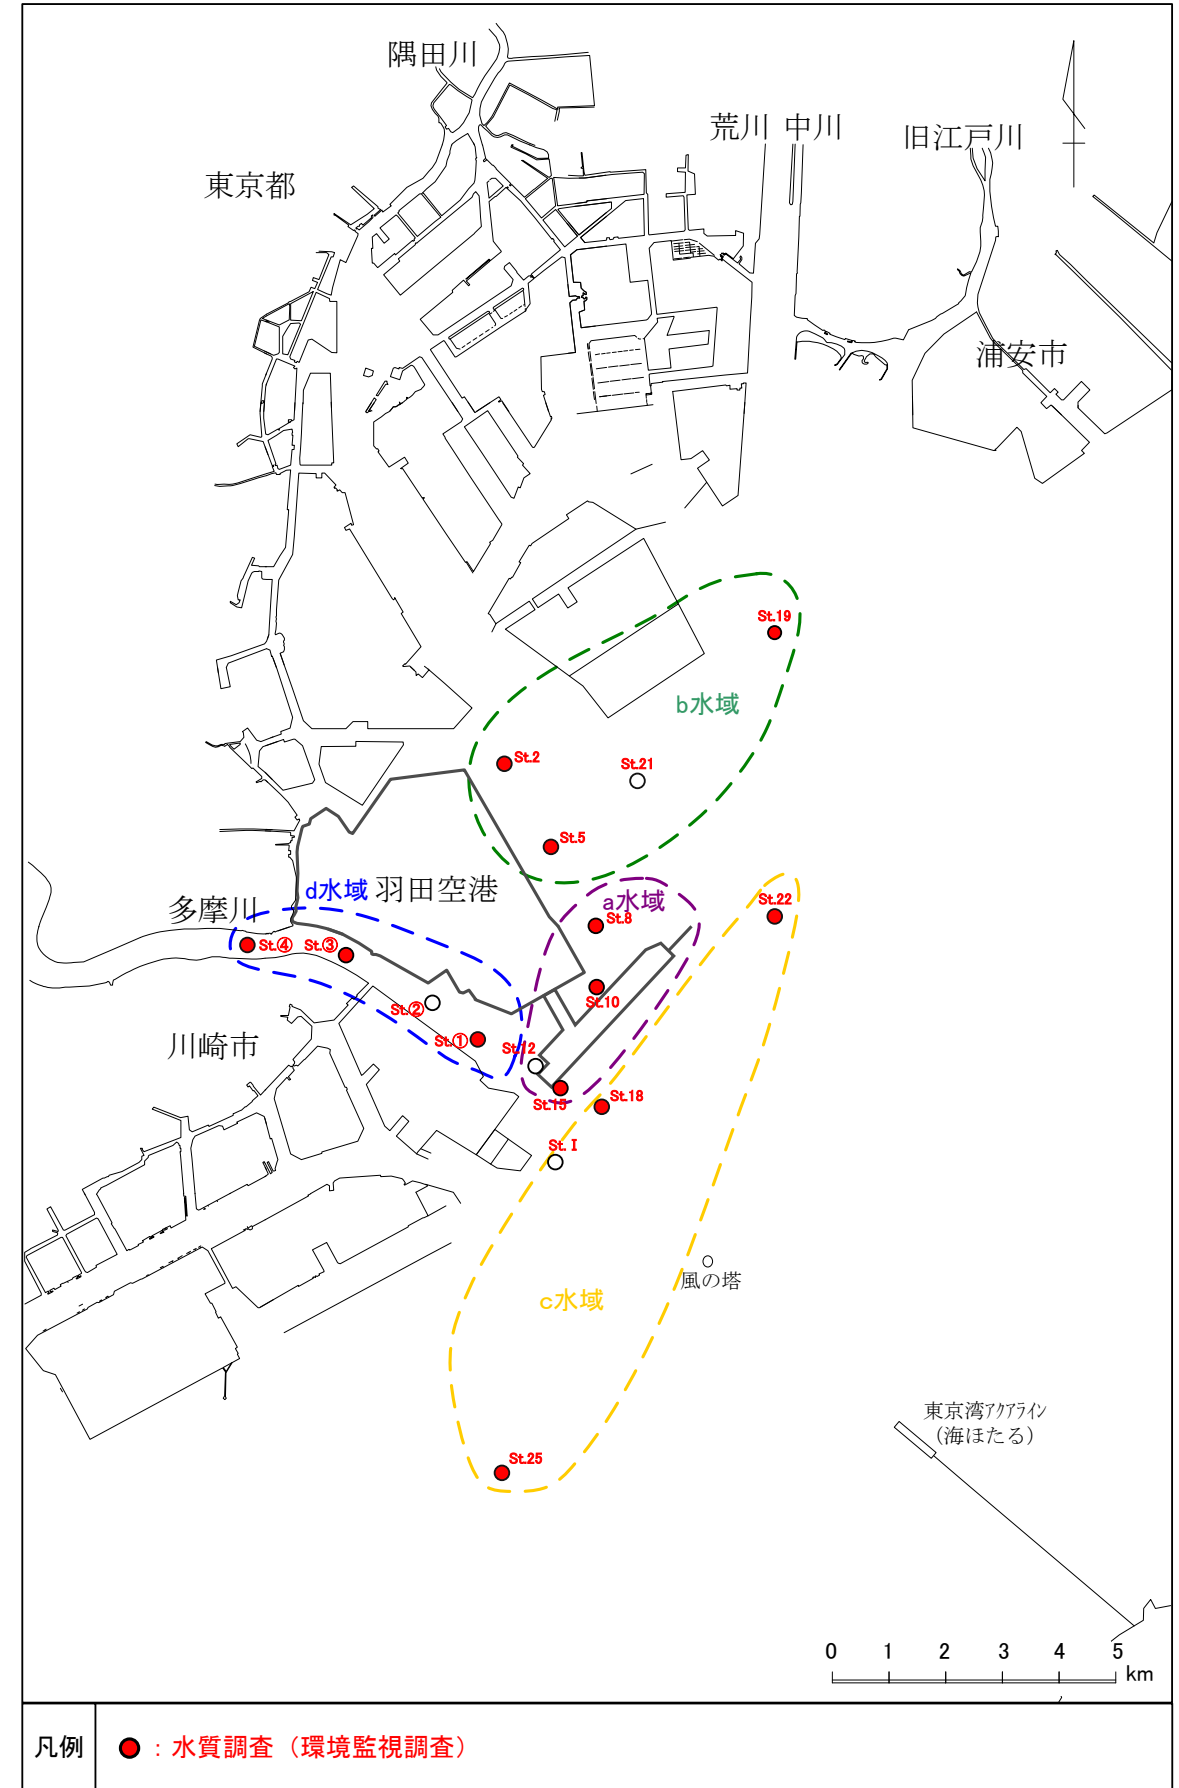 隅田川
荒川 中川
旧江戸川
東京都
浦安市
St.19
b水域
St.2
St.21
St.5
d水域
羽田空港
a水域
多摩川
St.8
St.22
St.④
St.③
St.10
St.②
St.①
St.12
川崎市
St.15
St.18
St.Ⅰ
風の塔
c水域
東京湾アクアライン
(海ほたる)
St.25
0 1 2 3 4 5
km
凡例
：水質調査（環境監視調査）